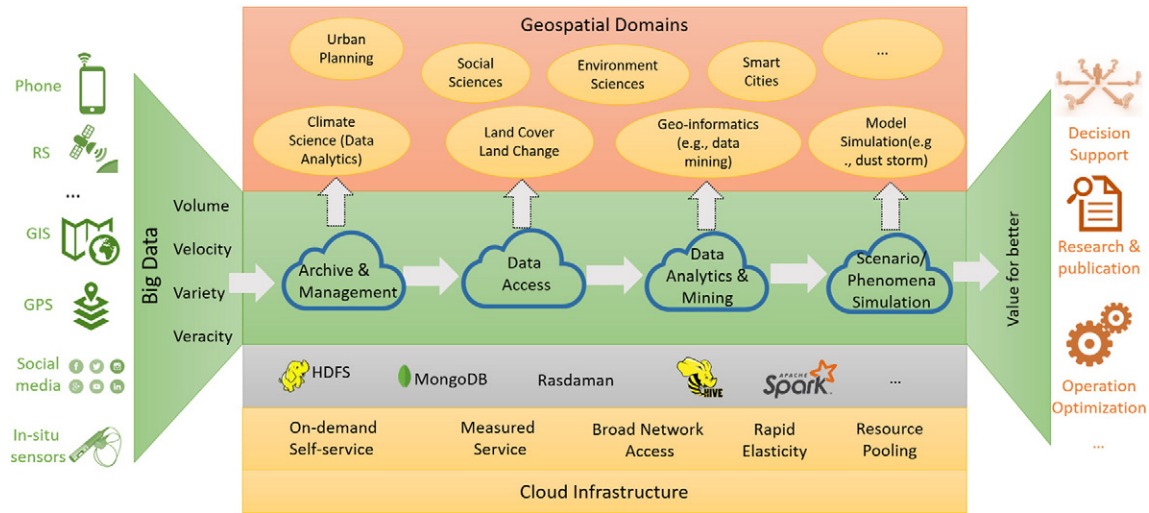 Geospatial Domains
Urban
Planning
Social
Sciences
Environment
Sciences
Smart
Cities
...
Climate
Science (Data
Analytics)
Land Cover
Land Change
Geo-informatics
(e.g., data
mining)
Model
Simulation(e.g
., dust storm)
Phone
RS
...
GIS
GPS
Social
media
In-situ
sensors
Big Data
Volume
Velocity
Variety
Veracity
Archive &
Management
Data
Access
Data
Analytics &
Mining
Scenario/
Phenomena
Simulation
Value for better
Decision
Support
Research &
publication
Operation
Optimization
...
HDFS
MongoDB
Rasdaman
HIVE
APACHE
Spark
...
On-demand
Self-service
Measured
Service
Broad Network
Access
Rapid
Elasticity
Resource
Pooling
Cloud Infrastructure